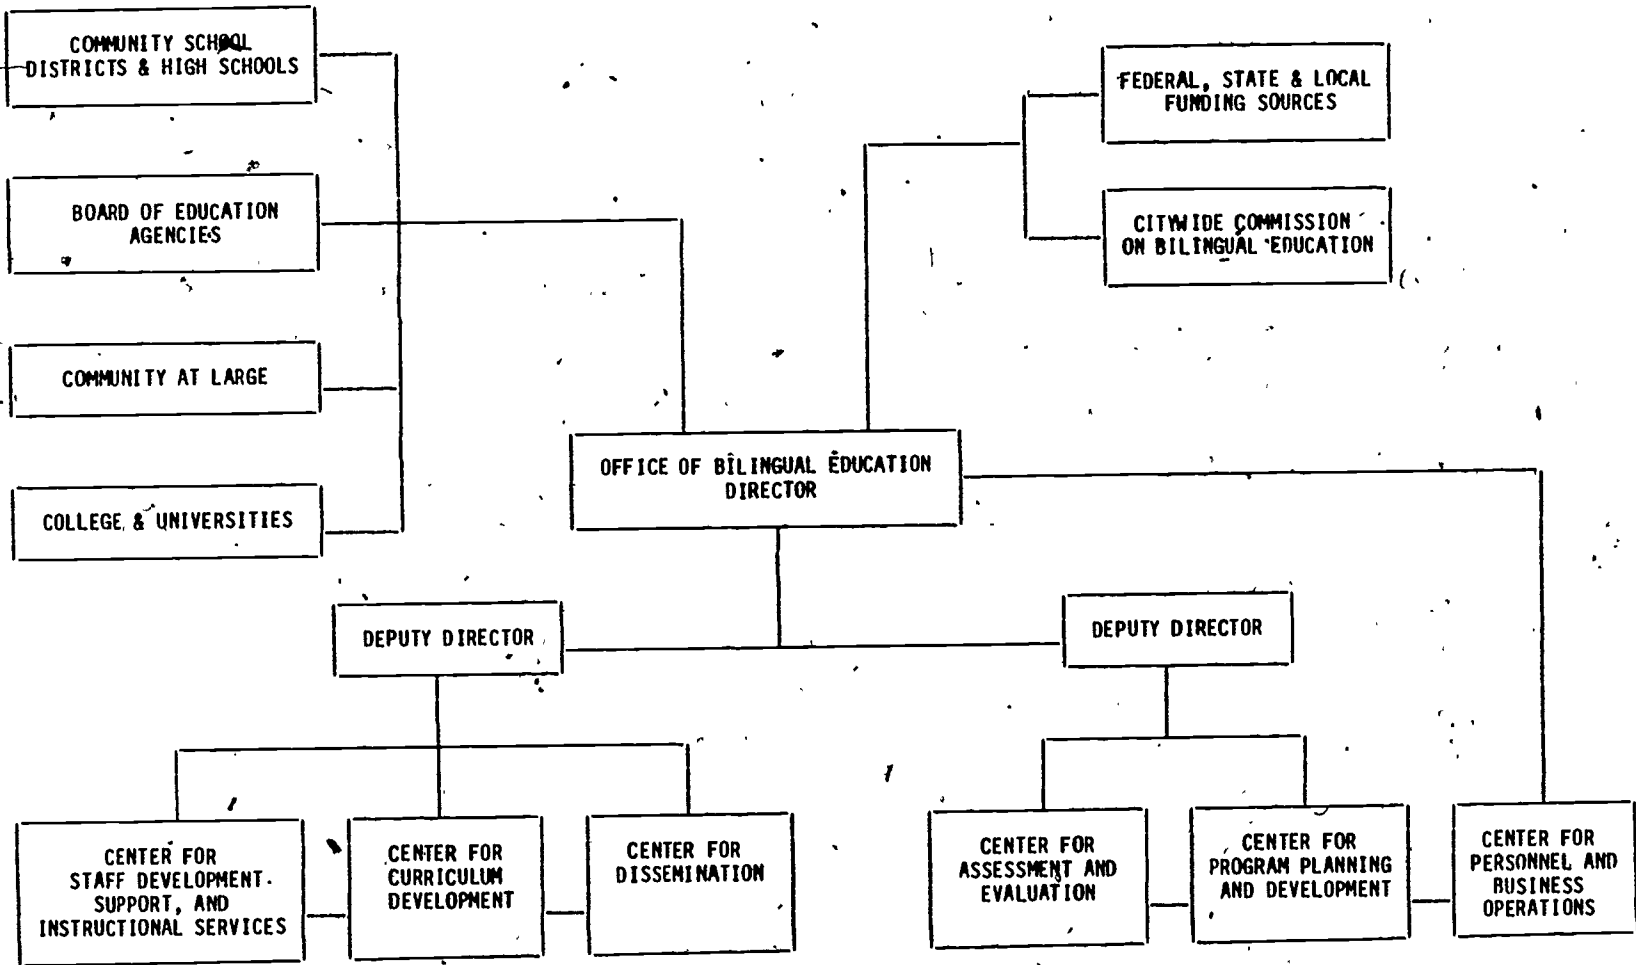 COMMUNITY SCHOOL
DISTRICTS & HIGH SCHOOLS
FEDERAL, STATE & LOCAL
FUNDING SOURCES
BOARD OF EDUCATION
AGENCIES
CITYWIDE COMMISSION
ON BILINGUAL EDUCATION
COMMUNITY AT LARGE
COLLEGE & UNIVERSITIES
OFFICE OF BILINGUAL EDUCATION
DIRECTOR
DEPUTY DIRECTOR
DEPUTY DIRECTOR
CENTER FOR
STAFF DEVELOPMENT
SUPPORT, AND
INSTRUCTIONAL SERVICES
CENTER FOR
CURRICULUM
DEVELOPMENT
CENTER FOR
DISSEMINATION
CENTER FOR
ASSESSMENT AND
EVALUATION
CENTER FOR
PROGRAM PLANNING
AND DEVELOPMENT
CENTER FOR
PERSONNEL AND
BUSINESS
OPERATIONS